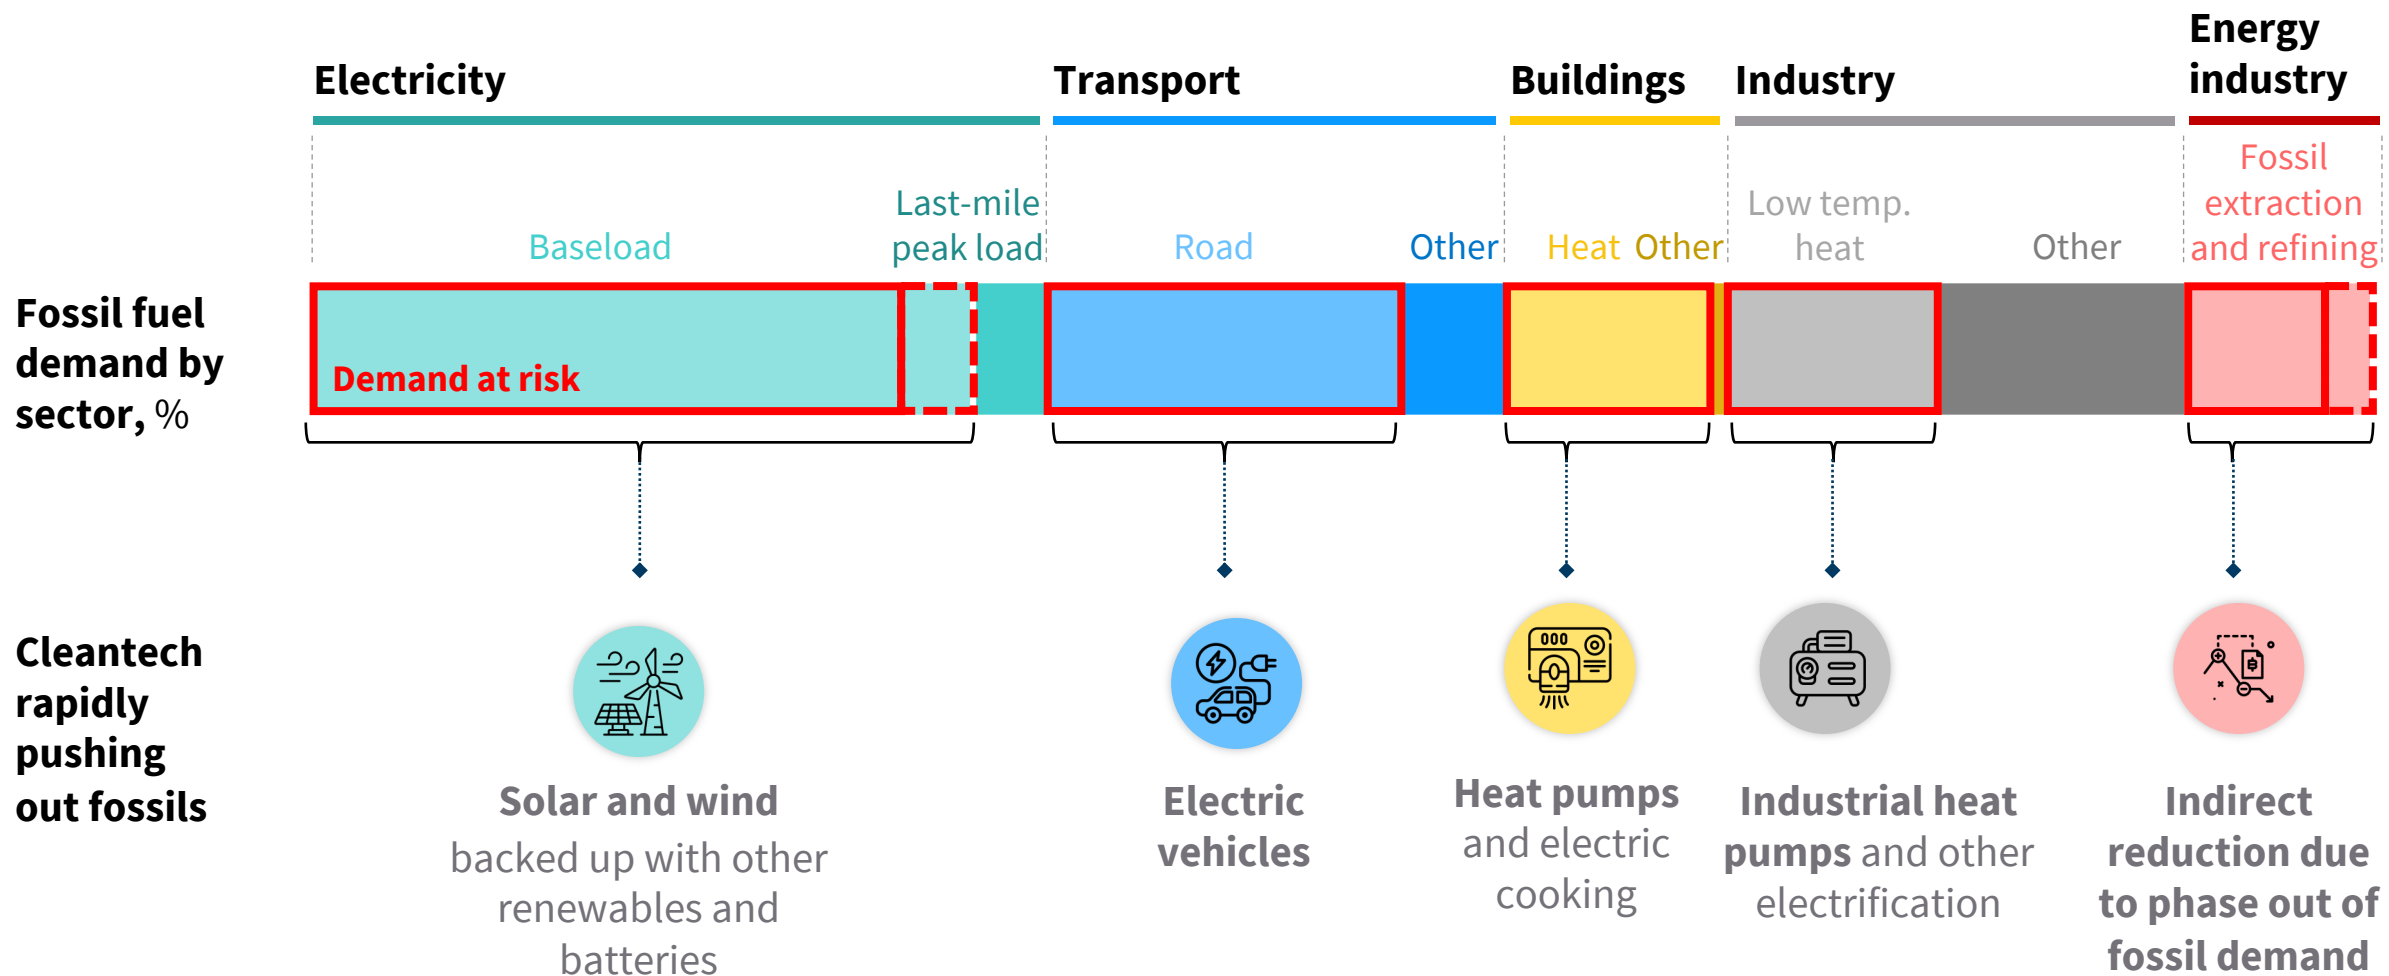 Electricity
Transport
Buildings
Industry
Energy
industry
Baseload
Last-mile
peak load
Road
Other
Heat
Other
Low temp.
heat
Other
Fossil
extraction
and refining
Fossil fuel
demand by
sector, %
Demand at risk
Cleantech
rapidly
pushing
out fossils
Solar and wind
backed up with other
renewables and
batteries
Electric
vehicles
Heat pumps
and electric
cooking
Industrial heat
pumps and other
electrification
Indirect
reduction due
to phase out of
fossil demand